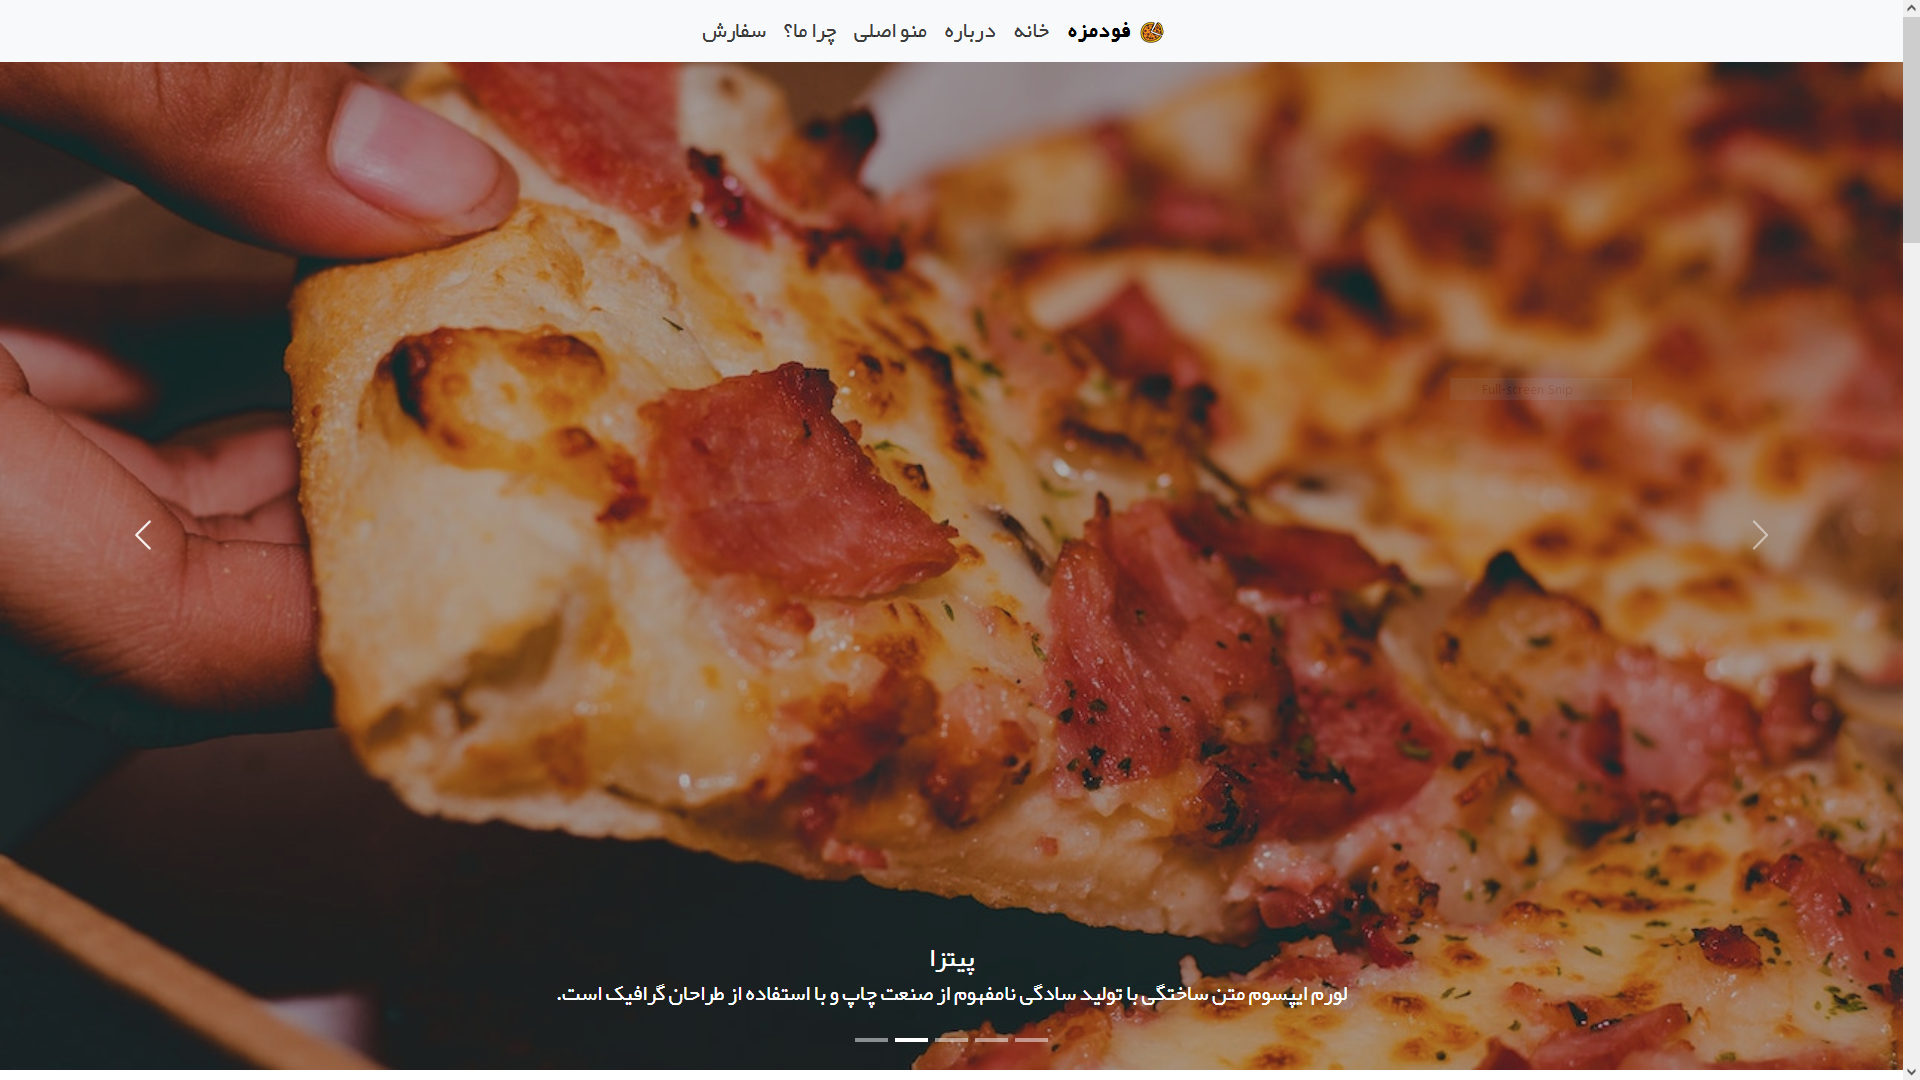 فودمزه خانه درباره منو اصلی چرا ما؟ سفارش
Full-screen Snip
پیتزا
لورم ایپسوم متن ساختگی با تولید سادگی نامفهوم از صنعت چاپ و با استفاده از طراحان گرافیک است.